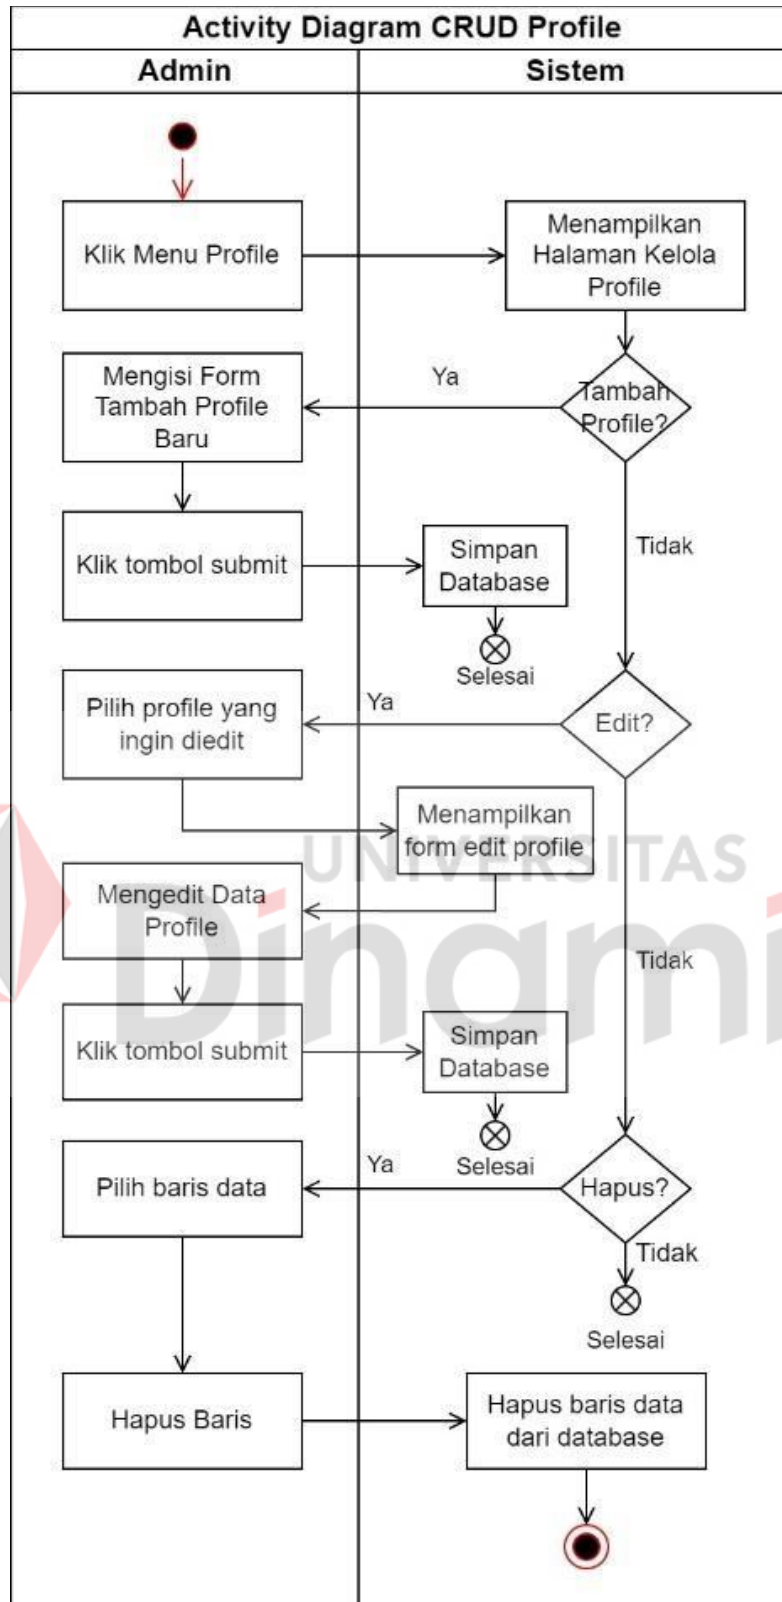 Activity Diagram CRUD Profile
Admin
Sistem
Klik Menu Profile
Menampilkan
Halaman Kelola
Profile
Mengisi Form
Tambah Profile
Baru
Ya
Tambah
Profile?
Klik tombol submit
Simpan
Database
Tidak
Selesai
Pilih profile yang
ingin diedit
Ya
Edit?
Menampilkan
form edit profile
UNIVERSITAS
Mengedit Data
Profile
Dinami
Tidak
Klik tombol submit
Simpan
Database
Selesai
Pilih baris data
Ya
Hapus?
Tidak
Selesai
Hapus Baris
Hapus baris data
dari database